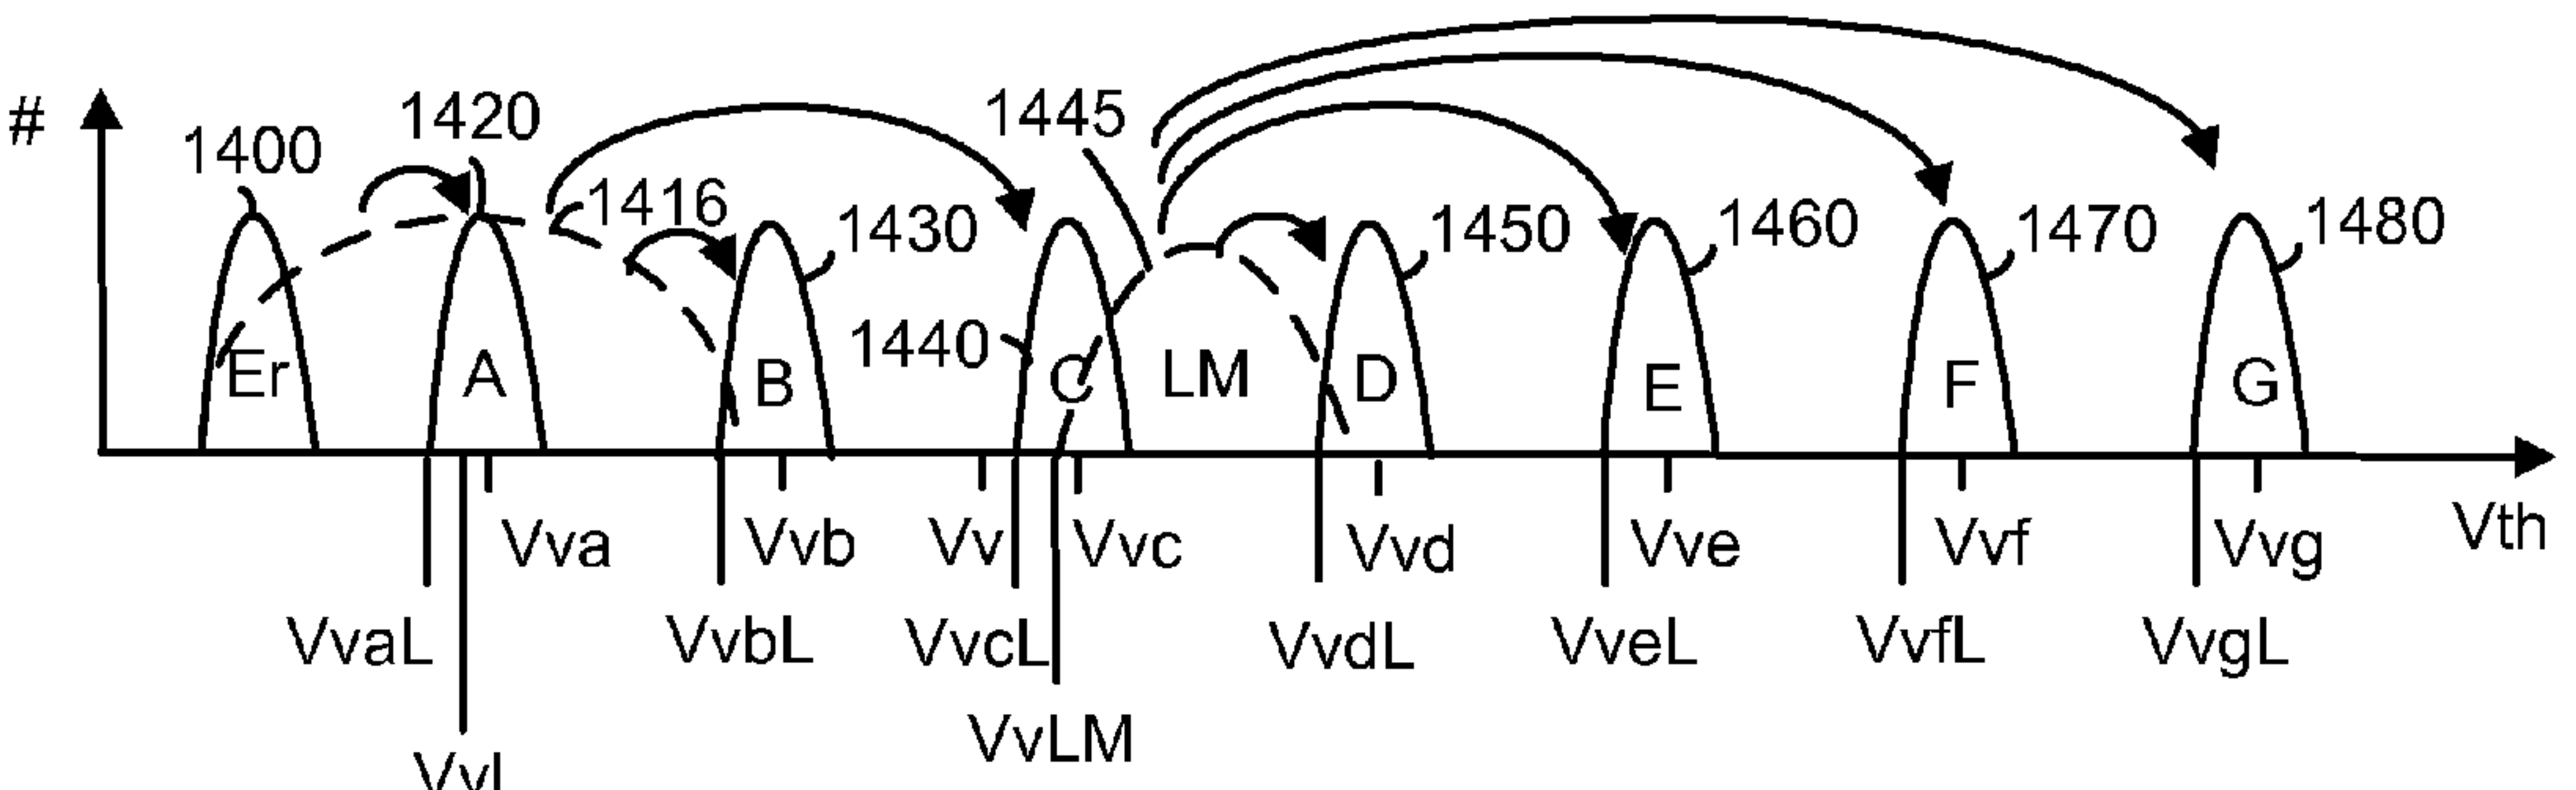 # 1400 1420 1416 1430 1445 1450 1460 1470 1480
1440
Er A B C LM D E F G
Vva Vvb Vv Vvc Vvd Vve Vvf Vvg Vth
VvaL VvbL VvcL VvdL VveL VvfL VvgL
VvLM